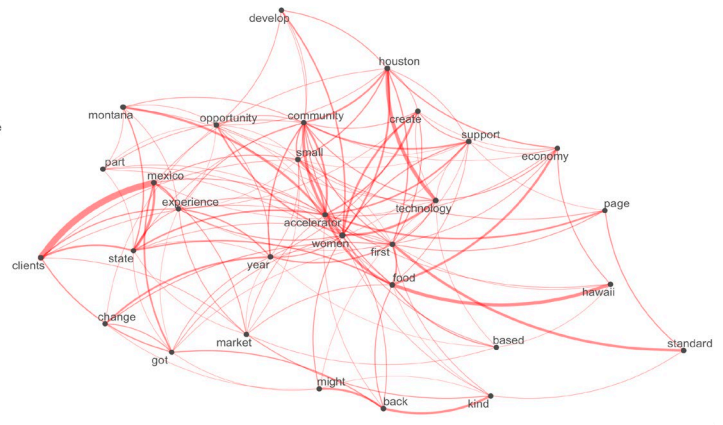 develop
houston
montana
opportunity
community
create
support
economy
small
part
mexico
experience
technology
page
accelerator
women
first
clients
state
year
food
hawaii
change
market
based
standard
got
might
back
kind